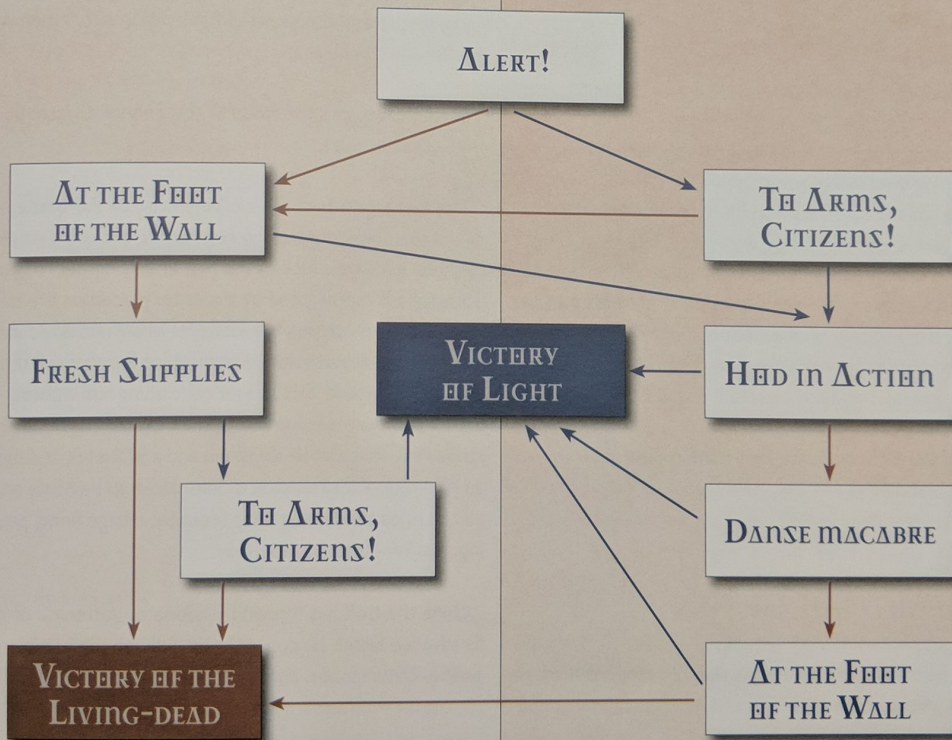 Alert!
At the Foot
of the Wall
To Arms,
Citizens!
Fresh Supplies
Victory
of Light
Hod in Action
To Arms,
Citizens!
Danse macabre
Victory of the
Living-dead
At the Foot
of the Wall